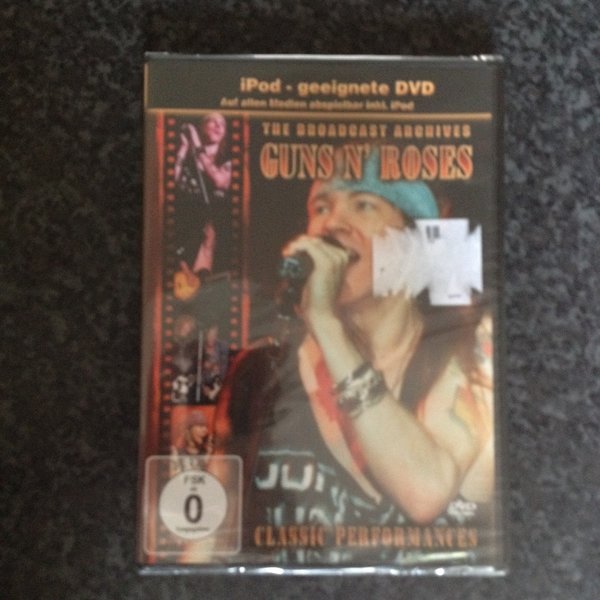 iPod - geeignete DVD
Auf allen Medien abspielbar inkl. iPod
THE BROADCAST ARCHIVES
GUNS N' ROSES
FSK
0
DVD
CLASSIC PERFORMANCES